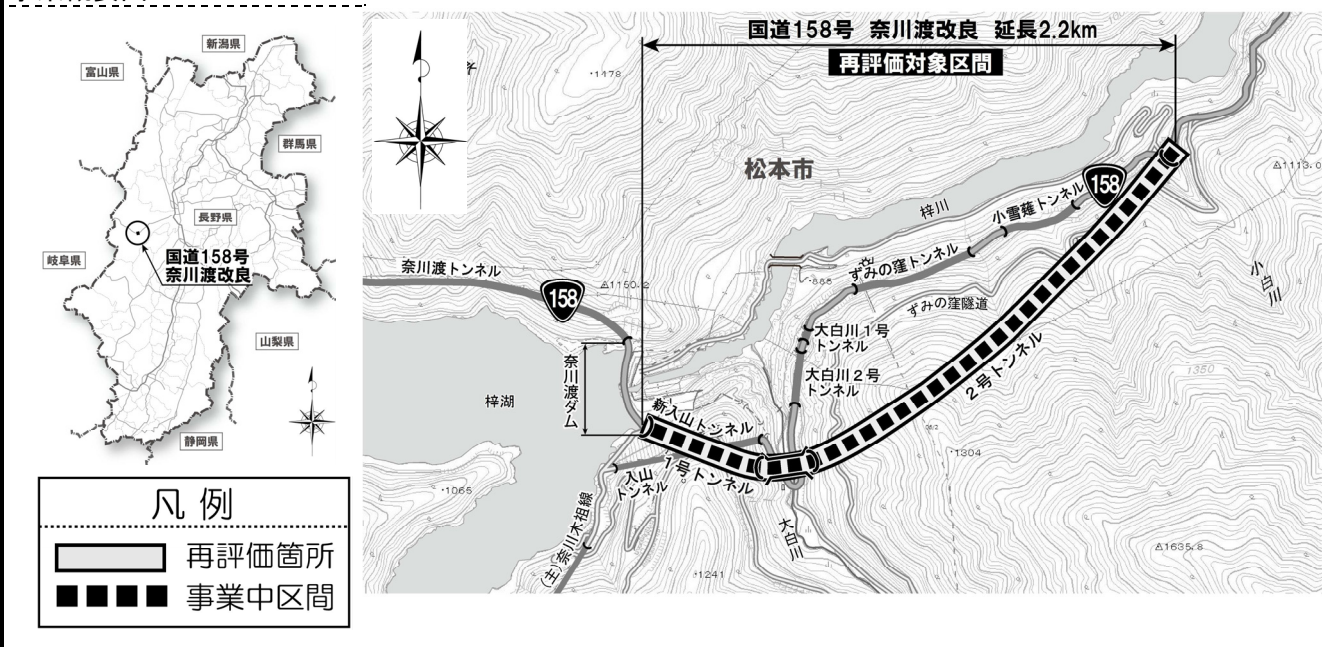 新潟県
富山県
群馬県
長野県
国道158号
奈川渡改良
岐阜県
山梨県
静岡県
凡例
再評価箇所
事業中区間
国道158号 奈川渡改良 延長2.2km
再評価対象区間
・1178
松本市
△1113.0
158
梓川
小雪薙トンネル
奈川渡トンネル
158
△1150.2
ずみの窪トンネル
・885
小白川
ずみの窪隧道
大白川1号
トンネル
奈川渡ダム
大白川2号
トンネル
2号トンネル
1350
梓湖
新入山トンネル
・1304
1号トンネル
入山
トンネル
・1065
(主)奈川木祖線
大白川
△1635.8
・1241